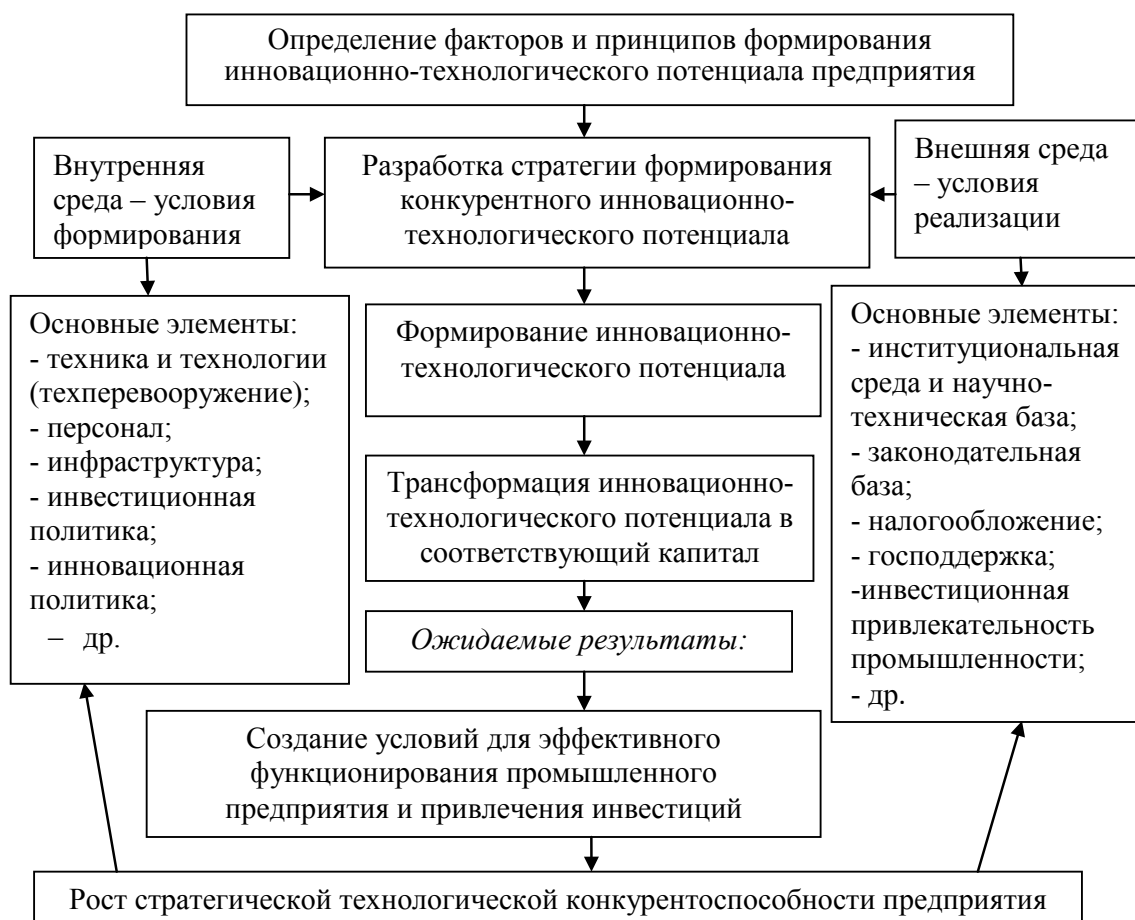 Определение факторов и принципов формирования
инновационно-технологического потенциала предприятия
Внутренняя
среда – условия
формирования
Разработка стратегии формирования
конкурентного инновационно-
технологического потенциала
Внешняя среда
– условия
реализации
Основные элементы:
- техника и технологии
(техперевооружение);
- персонал;
- инфраструктура;
- инвестиционная
политика;
- инновационная
политика;
– др.
Формирование инновационно-
технологического потенциала
Трансформация инновационно-
технологического потенциала в
соответствующий капитал
Ожидаемые результаты:
Основные элементы:
- институциональная
среда и научно-
техническая база;
- законодательная
база;
- налогообложение;
- господдержка;
-инвестиционная
привлекательность
промышленности;
- др.
Создание условий для эффективного
функционирования промышленного
предприятия и привлечения инвестиций
Рост стратегической технологической конкурентоспособности предприятия